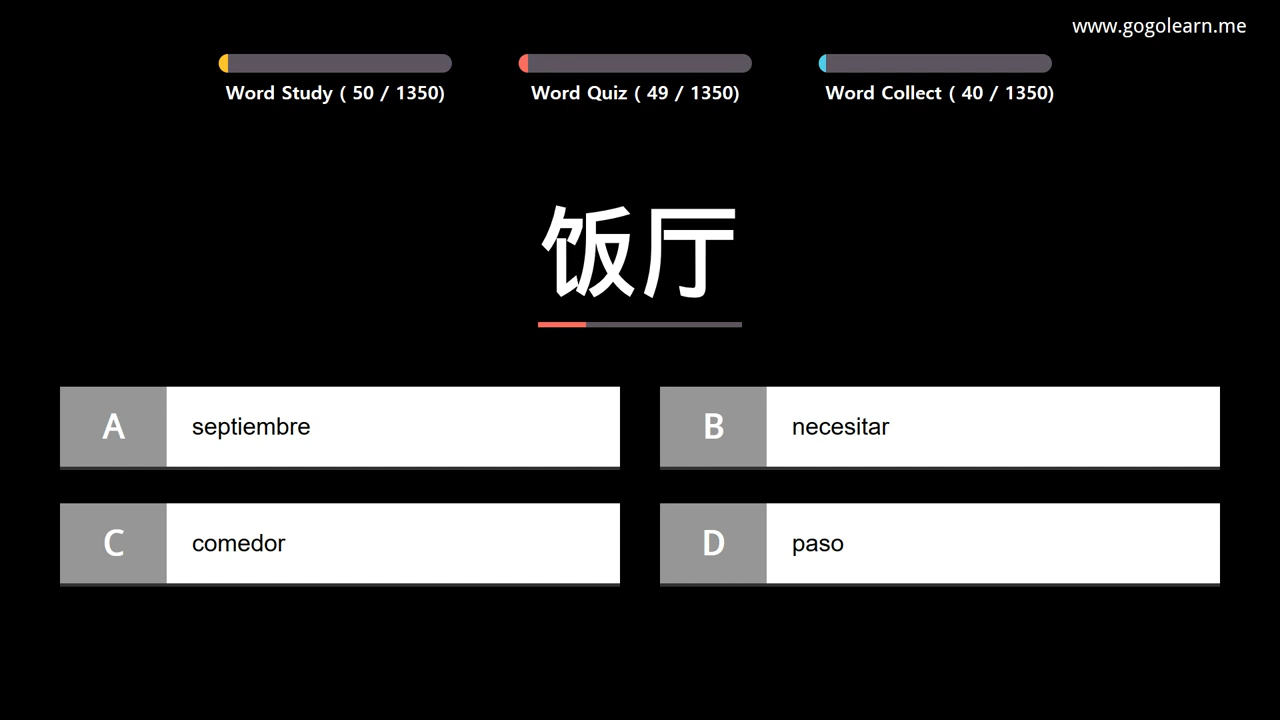 www.gogolearn.me
Word Study ( 50 / 1350)
Word Quiz ( 49 / 1350)
Word Collect ( 40 / 1350)
饭厅
A septiembre
B necesitar
C comedor
D paso